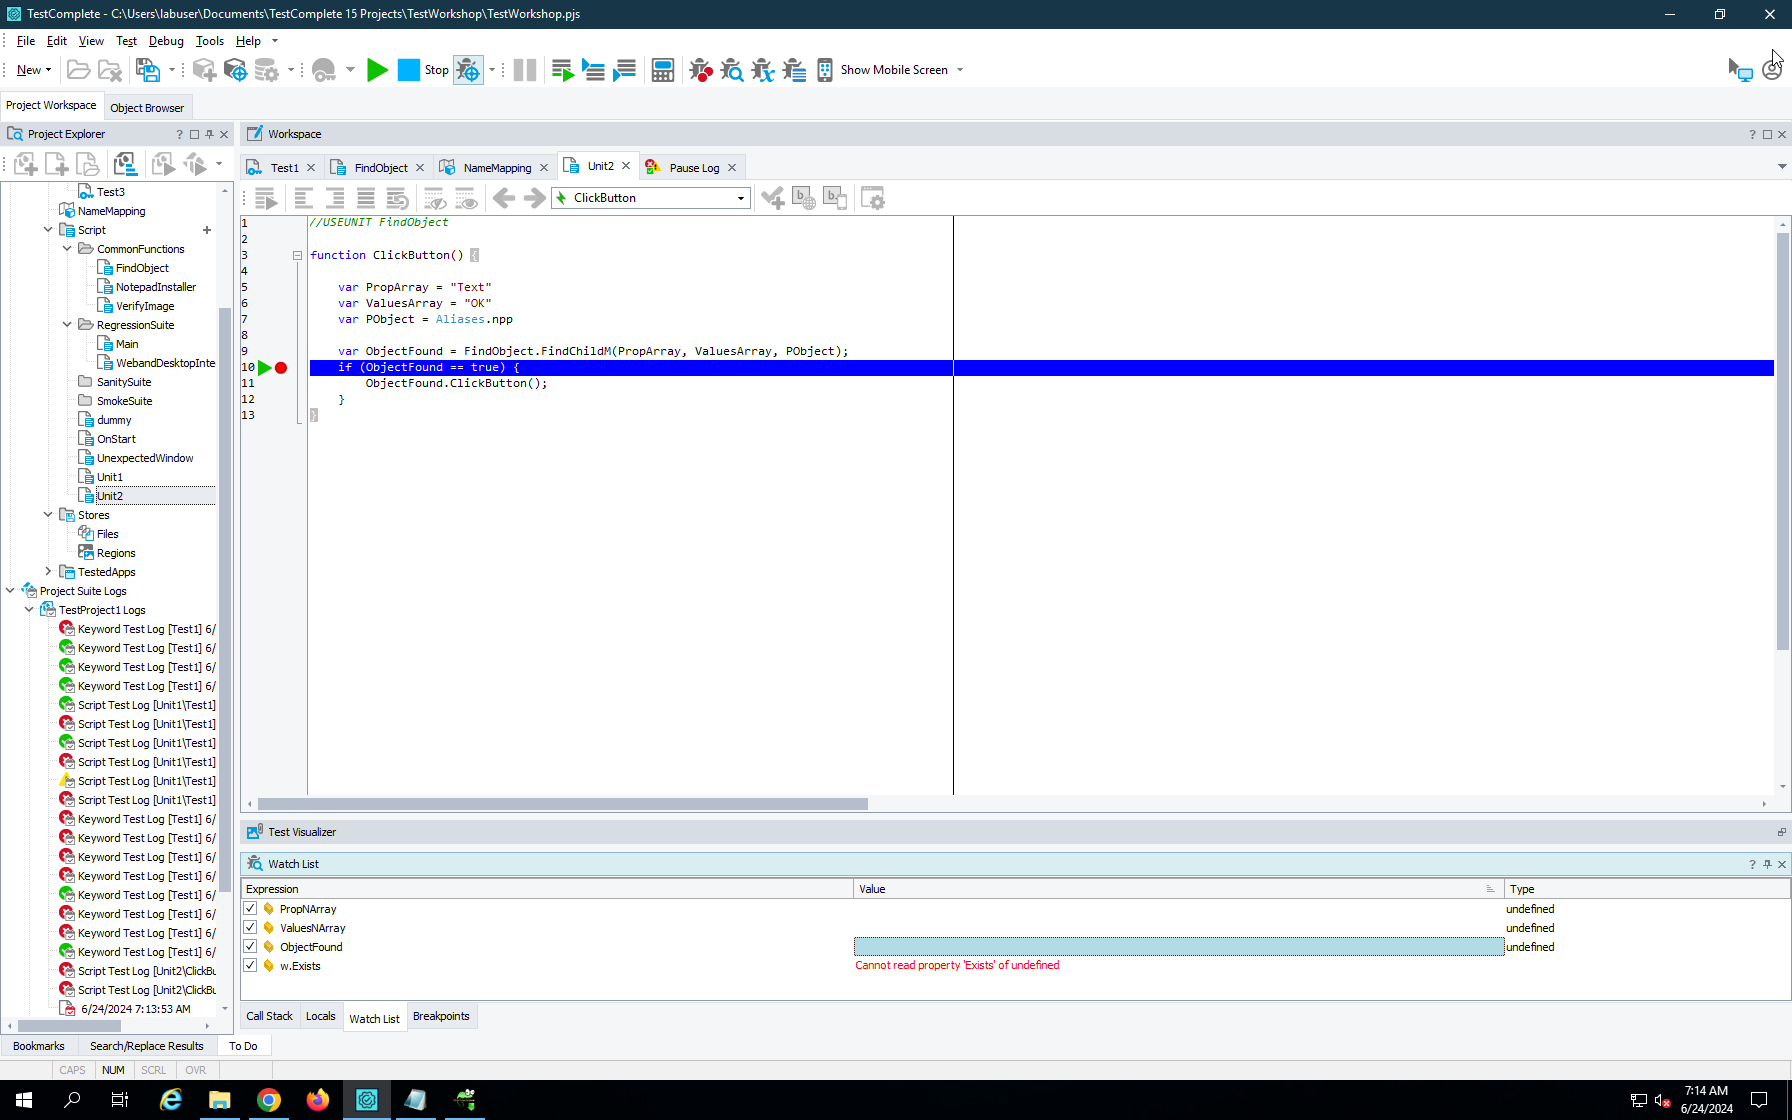 TestComplete - C:\Users\labuser\Documents\TestComplete 15 Projects\TestWorkshop\TestWorkshop.pjs
File Edit View Test Debug Tools Help
New Stop Show Mobile Screen
Project Workspace Object Browser
Project Explorer
Workspace
Test1 FindObject NameMapping Unit2 Pause Log
ClickButton
Test3
NameMapping
Script
CommonFunctions
FindObject
NotepadInstaller
VerifyImage
RegressionSuite
Main
WebandDesktopInte
SanitySuite
SmokeSuite
dummy
OnStart
UnexpectedWindow
Unit1
Unit2
Stores
Files
Regions
TestedApps
Project Suite Logs
TestProject1 Logs
Keyword Test Log [Test1] 6/
Keyword Test Log [Test1] 6/
Keyword Test Log [Test1] 6/
Keyword Test Log [Test1] 6/
Script Test Log [Unit1\Test1]
Script Test Log [Unit1\Test1]
Script Test Log [Unit1\Test1]
Script Test Log [Unit1\Test1]
Script Test Log [Unit1\Test1]
Script Test Log [Unit1\Test1]
Keyword Test Log [Test1] 6/
Keyword Test Log [Test1] 6/
Keyword Test Log [Test1] 6/
Keyword Test Log [Test1] 6/
Keyword Test Log [Test1] 6/
Keyword Test Log [Test1] 6/
Keyword Test Log [Test1] 6/
Keyword Test Log [Test1] 6/
Script Test Log [Unit2\ClickBu
Script Test Log [Unit2\ClickBu
6/24/2024 7:13:53 AM
1 //USEUNIT FindObject
2
3 function ClickButton() {
4
5 var PropArray = "Text"
6 var ValuesArray = "OK"
7 var PObject = Aliases.npp
8
9 var ObjectFound = FindObject.FindChildM(PropArray, ValuesArray, PObject);
10 if (ObjectFound == true) {
11 ObjectFound.ClickButton();
12 }
13 }
Test Visualizer
Watch List
Expression Value Type
PropNArray undefined
ValuesNArray undefined
ObjectFound undefined
w.Exists Cannot read property 'Exists' of undefined
Call Stack Locals Watch List Breakpoints
Bookmarks Search/Replace Results To Do
CAPS NUM SCRL OVR
7:14 AM
6/24/2024